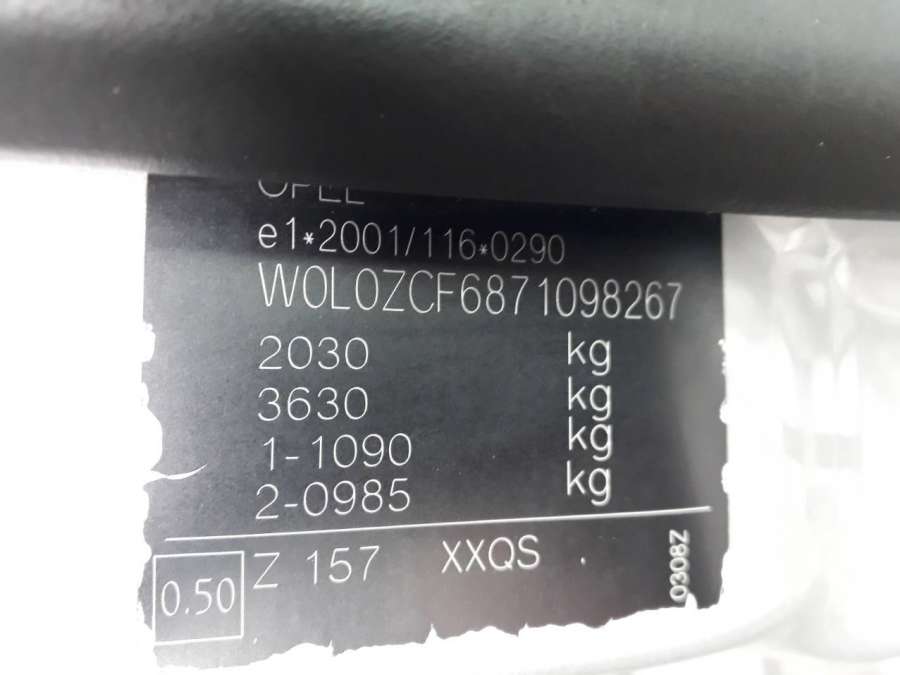 OPEL
e1*2001/116*0290
W0L0ZCF6871098267
2030 kg
3630 kg
1-1090 kg
2-0985 kg
0.50 Z 157 XXQS .
0308Z